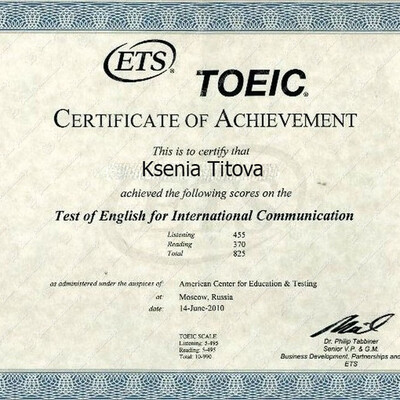 ETS®
TOEIC®
CERTIFICATE OF ACHIEVEMENT
This is to certify that
Ksenia Titova
achieved the following scores on the
Test of English for International Communication
Listening 455
Reading 370
Total 825
as administered under the auspices of: American Center for Education & Testing
at: Moscow, Russia
date: 14-June-2010
TOEIC SCALE
Listening: 5-495
Reading: 5-495
Total: 10-990
Dr. Philip Tabbiner
Senior V.P. & G.M.
Business Development, Partnerships and
ETS